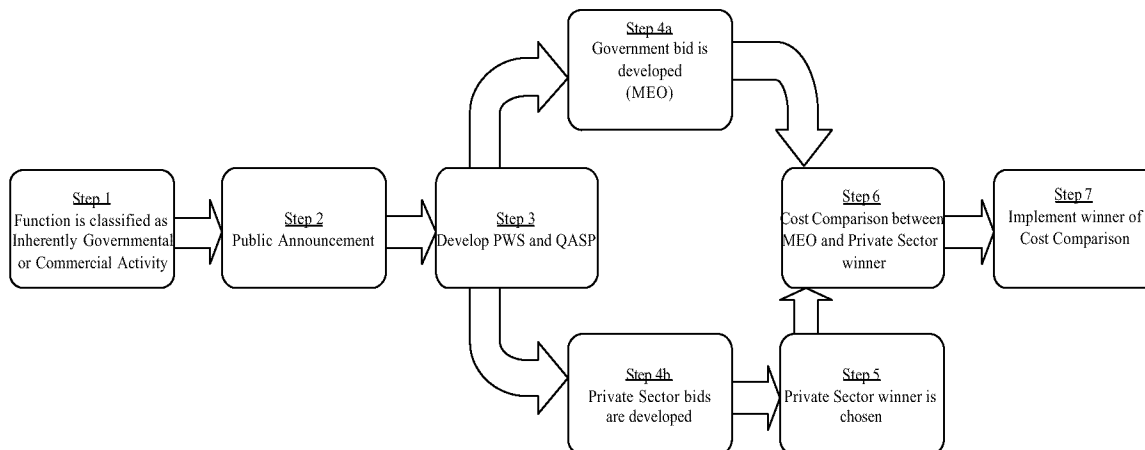 Step 1
Function is classified as
Inherently Governmental
or Commercial Activity
Step 2
Public Announcement
Step 3
Develop PWS and QASP
Step 4a
Government bid is
developed
(MEO)
Step 4b
Private Sector bids
are developed
Step 5
Private Sector winner is
chosen
Step 6
Cost Comparison between
MEO and Private Sector
winner
Step 7
Implement winner of
Cost Comparison